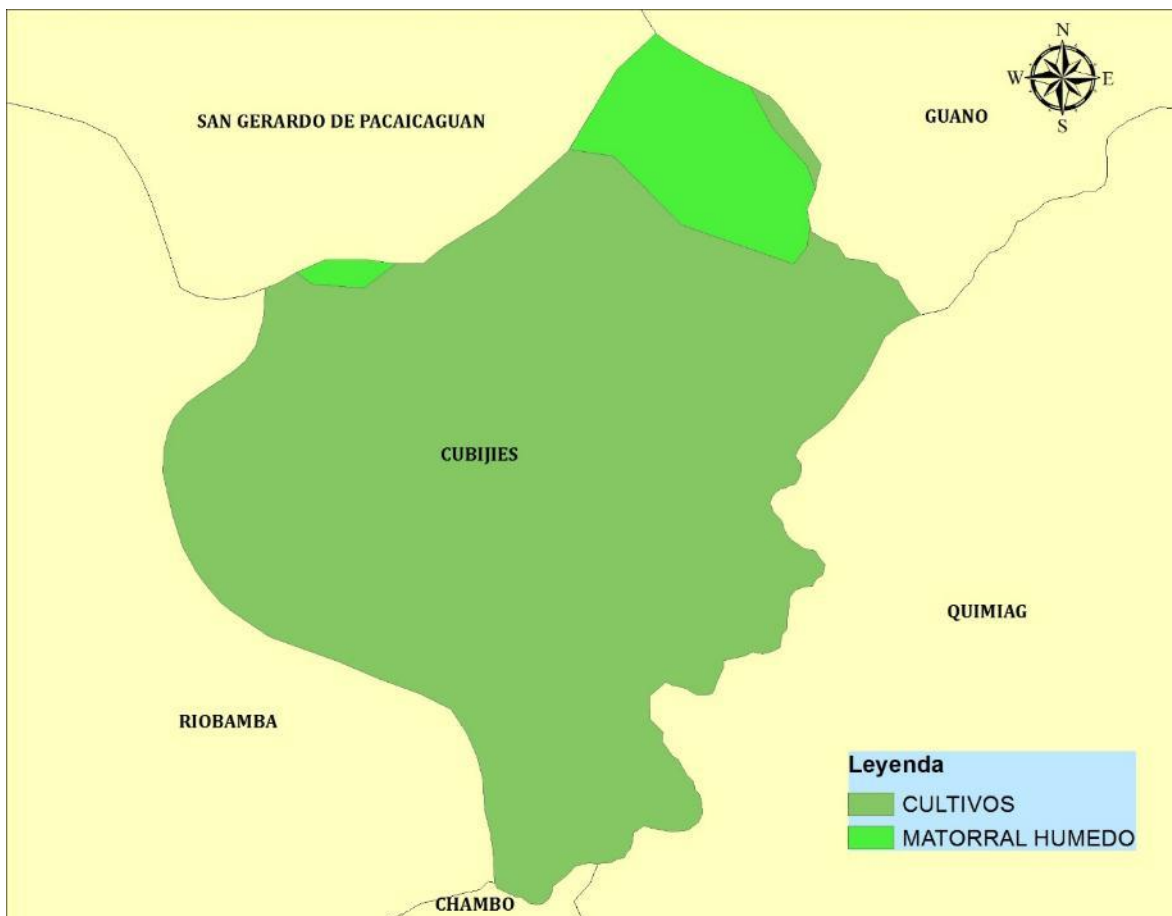 N
W E
S
SAN GERARDO DE PACAICAGUAN
GUANO
CUBIJIES
QUIMIAG
RIOBAMBA
CHAMBO
Leyenda
CULTIVOS
MATORRAL HUMEDO